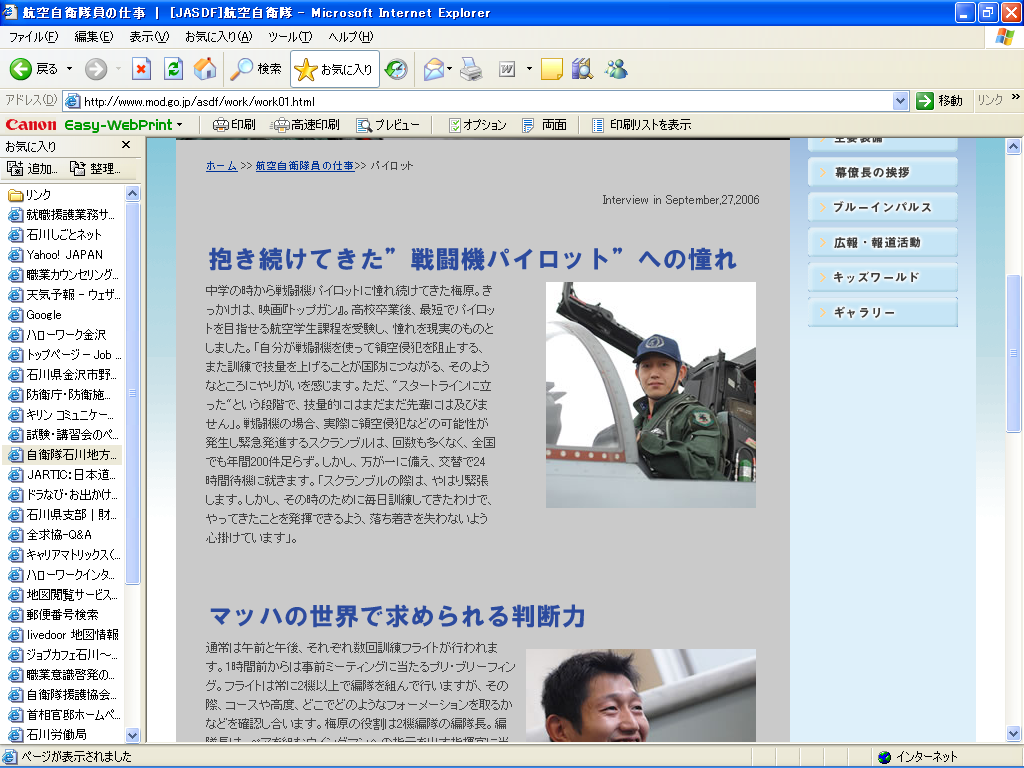 航空自衛隊員の仕事 | [JASDF]航空自衛隊 - Microsoft Internet Explorer
ファイル(F) 編集(E) 表示(V) お気に入り(A) ツール(T) ヘルプ(H)
戻る 検索 お気に入り
アドレス(D) http://www.mod.go.jp/asdf/work/work01.html 移動 リンク »
Canon Easy-WebPrint 印刷 高速印刷 プレビュー オプション 両面 印刷リストを表示
お気に入り
追加... 整理...
リンク
就職援護業務サ...
石川しごとネット
Yahoo! JAPAN
職業カウンセリング...
天気予報 - ウェザ...
Google
ハローワーク金沢
トップページ - Job ...
石川県金沢市野...
防衛庁・防衛施...
キリン コミュニケー...
試験・講習会のペ...
自衛隊石川地方...
JARTIC:日本道...
ドラなび・お出かけ...
石川県支部 | 財...
全求協-Q&A
キャリアマトリックス(...
ハローワークインタ...
地図閲覧サービス...
郵便番号検索
livedoor 地図情報
ジョブカフェ石川～...
職業意識啓発の...
自衛隊援護協会...
首相官邸ホームペ...
石川労働局
ホーム >> 航空自衛隊員の仕事>> パイロット
Interview in September,27,2006
抱き続けてきた”戦闘機パイロット”への憧れ
中学の時から戦闘機パイロットに憧れ続けてきた梅原。き
っかけは、映画『トップガン』。高校卒業後、最短でパイロッ
トを目指せる航空学生課程を受験し、憧れを現実のものと
しました。「自分が戦闘機を使って領空侵犯を阻止する、
また訓練で技量を上げることが国防につながる、そのよう
なところにやりがいを感じます。ただ、“スタートラインに立
った”という段階で、技量的にはまだまだ先輩には及びま
せん」。戦闘機の場合、実際に領空侵犯などの可能性が
発生し緊急発進するスクランブルは、回数も多くなく、全国
でも年間200件足らず。しかし、万が一に備え、交替で24
時間待機に就きます。「スクランブルの際は、やはり緊張
します。しかし、その時のために毎日訓練してきたわけで、
やってきたことを発揮できるよう、落ち着きを失わないよう
心掛けています」。
マッハの世界で求められる判断力
通常は午前と午後、それぞれ数回訓練フライトが行われま
す。1時間前からは事前ミーティングに当たるプリ・ブリーフィン
グ。フライトは常に2機以上で編隊を組んで行いますが、その
際、コースや高度、どこでどのようなフォーメーションを取るか
などを確認し合います。梅原の役割は2機編隊の編隊長。編
隊長は、ペアを組むウイングマンへの指示を出す指揮官に当
主要装備
幕僚長の挨拶
ブルーインパルス
広報・報道活動
キッズワールド
ギャラリー
ページが表示されました インターネット